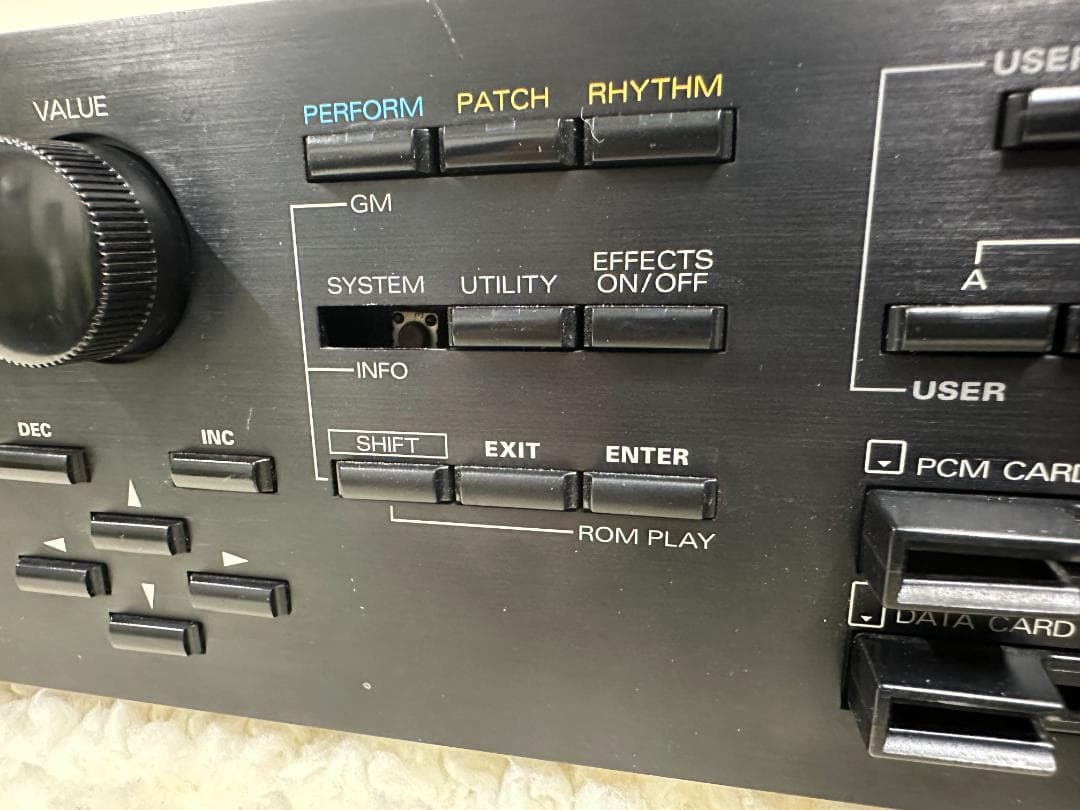 VALUE
PERFORM PATCH RHYTHM
GM
SYSTEM UTILITY EFFECTS
ON/OFF
INFO
DEC INC
SHIFT EXIT ENTER
ROM PLAY
USER
A
USER
PCM CARD
DATA CARD